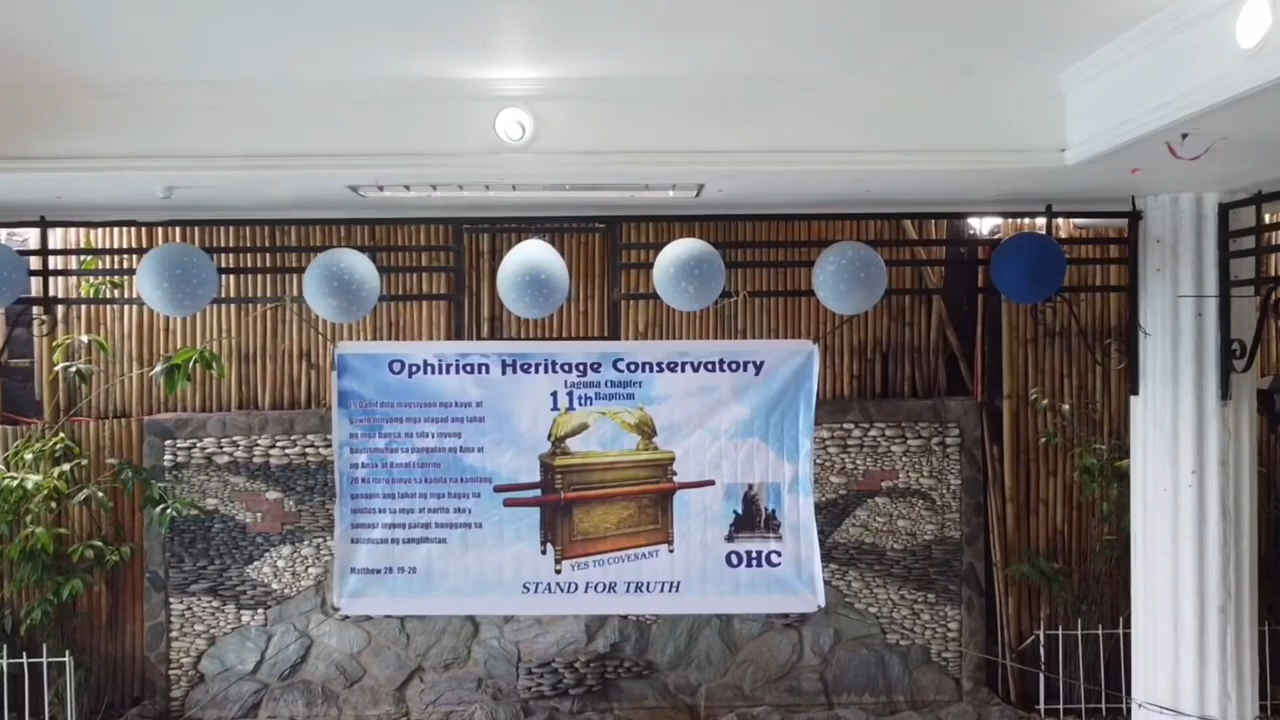 Ophirian Heritage Conservatory
Laguna Chapter
11th Baptism
19 Dahil dito magsiyaon nga kayo, at
gawin ninyong mga alagad ang lahat
ng mga bansa, na sila'y inyong
bautismuhan sa pangalan ng Ama at
ng Anak at Banal Espiritu
20 Na ituro ninyo sa kanila na kanilang
ganapin ang lahat ng mga bagay na
iniutos ko sa inyo: at narito, ako'y
sumasa inyong palagi, hanggang sa
katapusan ng sanglibutan.
Matthew 28: 19-20
YES TO COVENANT
STAND FOR TRUTH
OHC